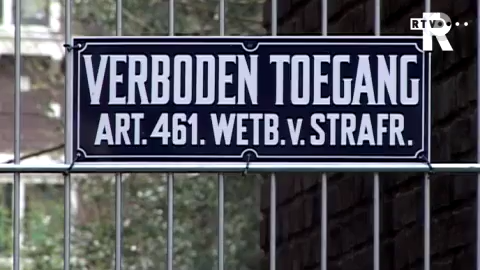 RTV
R
VERBODEN TOEGANG
ART. 461. WETB. v. STRAFR.